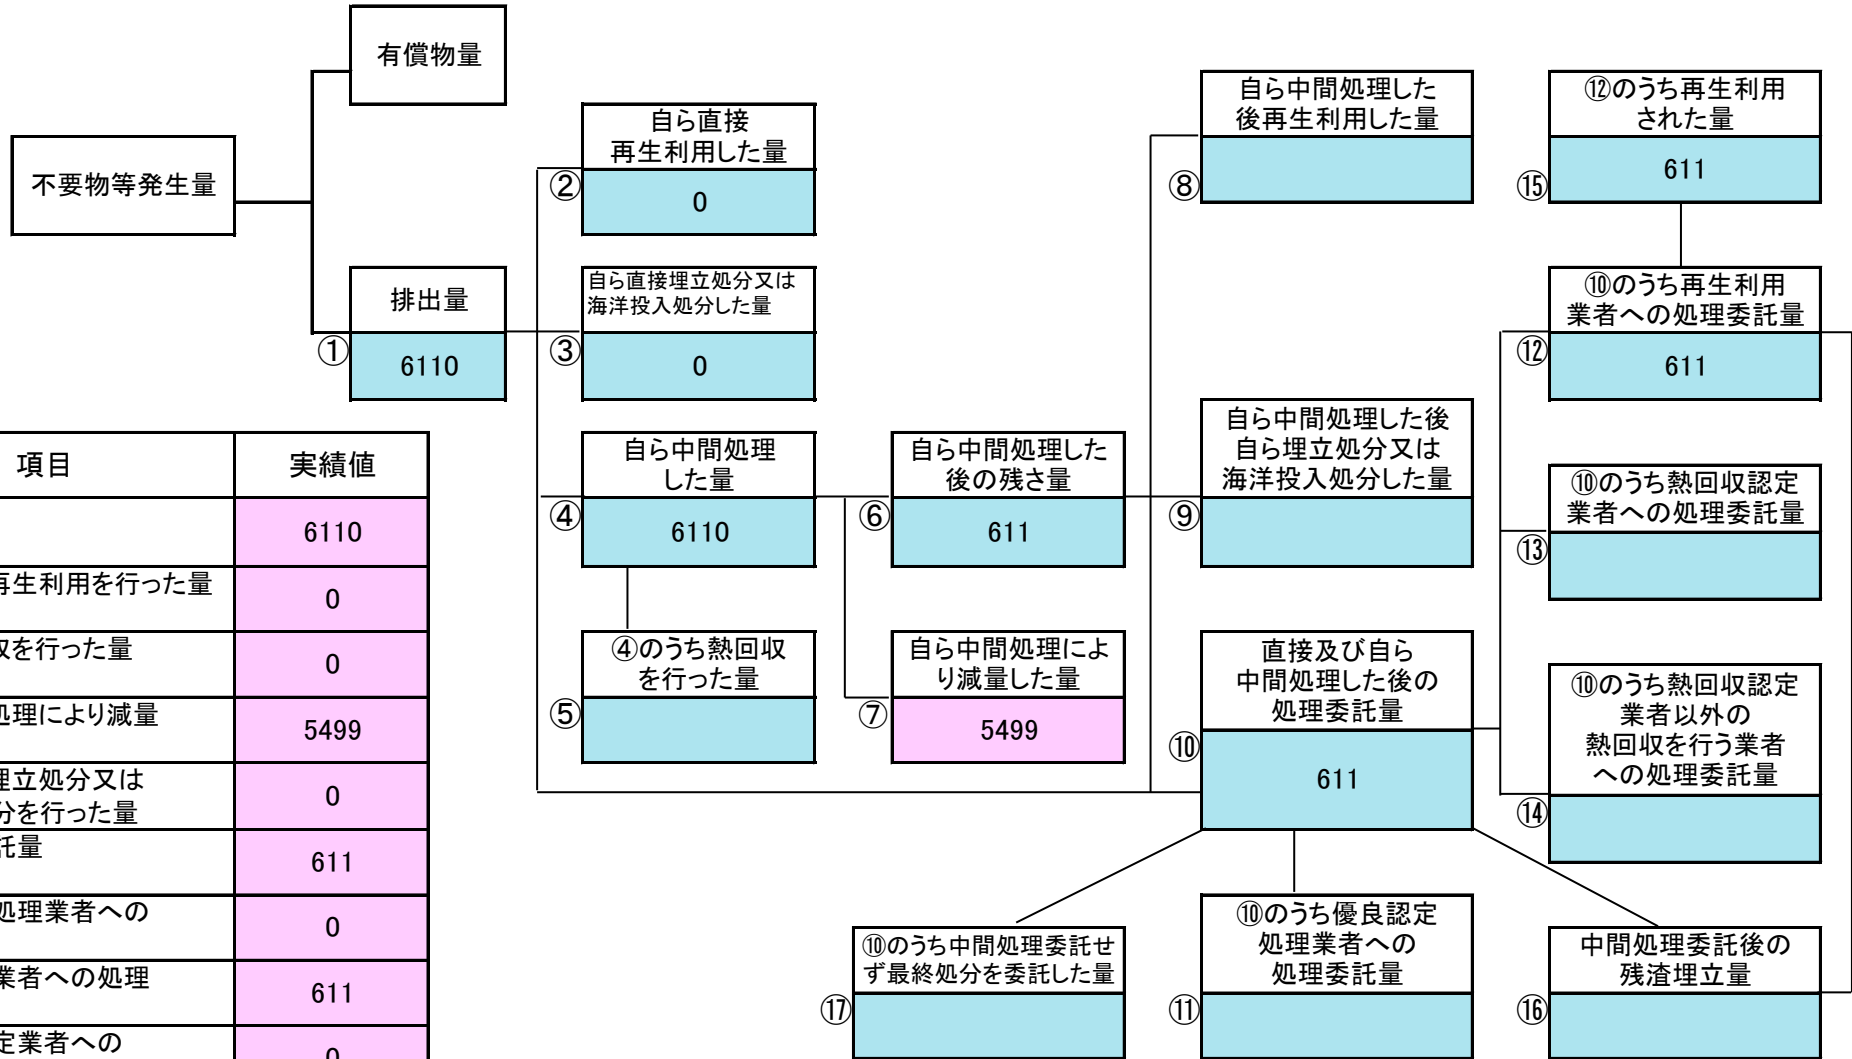 有償物量
不要物等発生量
排出量
①
6110
自ら直接
再生利用した量
②
0
自ら直接埋立処分又は
海洋投入処分した量
③
0
自ら中間処理
した量
④
6110
④のうち熱回収
を行った量
⑤
自ら中間処理した
後の残さ量
⑥
611
自ら中間処理によ
り減量した量
⑦
5499
自ら中間処理した
後再生利用した量
⑧
自ら中間処理した後
自ら埋立処分又は
海洋投入処分した量
⑨
直接及び自ら
中間処理した後の
処理委託量
⑩
611
⑩のうち優良認定
処理業者への
処理委託量
⑪
⑫のうち再生利用
された量
⑮
611
⑩のうち再生利用
業者への処理委託量
⑫
611
⑩のうち熱回収認定
業者への処理委託量
⑬
⑩のうち熱回収認定
業者以外の
熱回収を行う業者
への処理委託量
⑭
中間処理委託後の
残渣埋立量
⑯
⑩のうち中間処理委託せ
ず最終処分を委託した量
⑰
項目 実績値
6110
再生利用を行った量
0
を行った量
0
処理により減量
5499
埋立処分又は
分を行った量
0
託量
611
処理業者への
0
業者への処理
611
定業者への
0